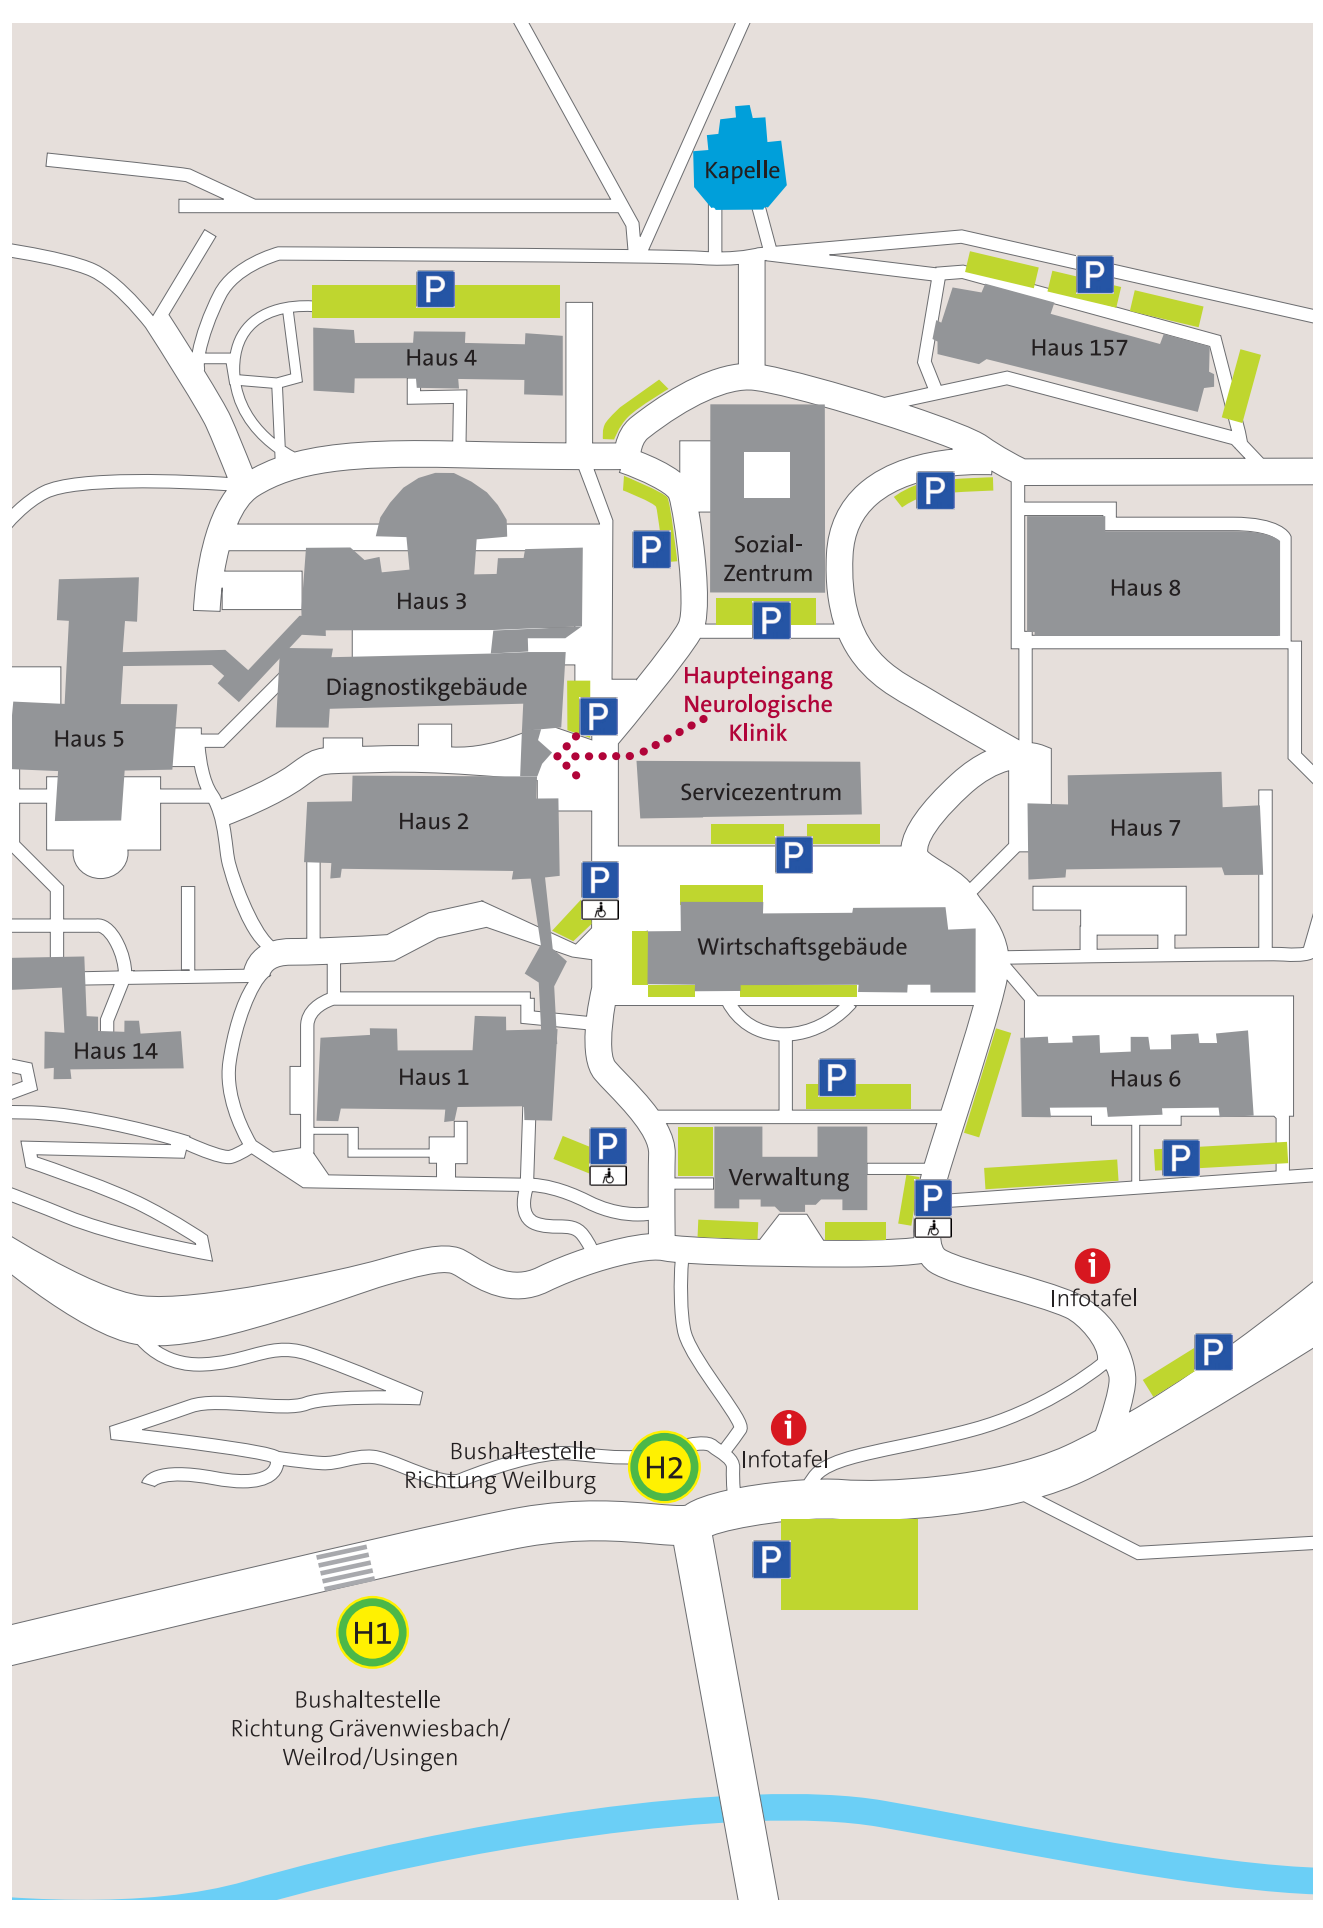 Kapelle
P
P
Haus 157
Haus 4
P
Sozial-
Zentrum
P
Haus 8
Haus 3
P
Haupteingang
Neurologische
Klinik
Diagnostikgebäude
P
Haus 5
Servicezentrum
Haus 2
P
Haus 7
P
Wirtschaftsgebäude
Haus 14
Haus 1
P
Haus 6
P
Verwaltung
P
P
i
Infotafel
P
i
Infotafel
Bushaltestelle
Richtung Weilburg
H2
P
H1
Bushaltestelle
Richtung Grävenwiesbach/
Weilrod/Usingen